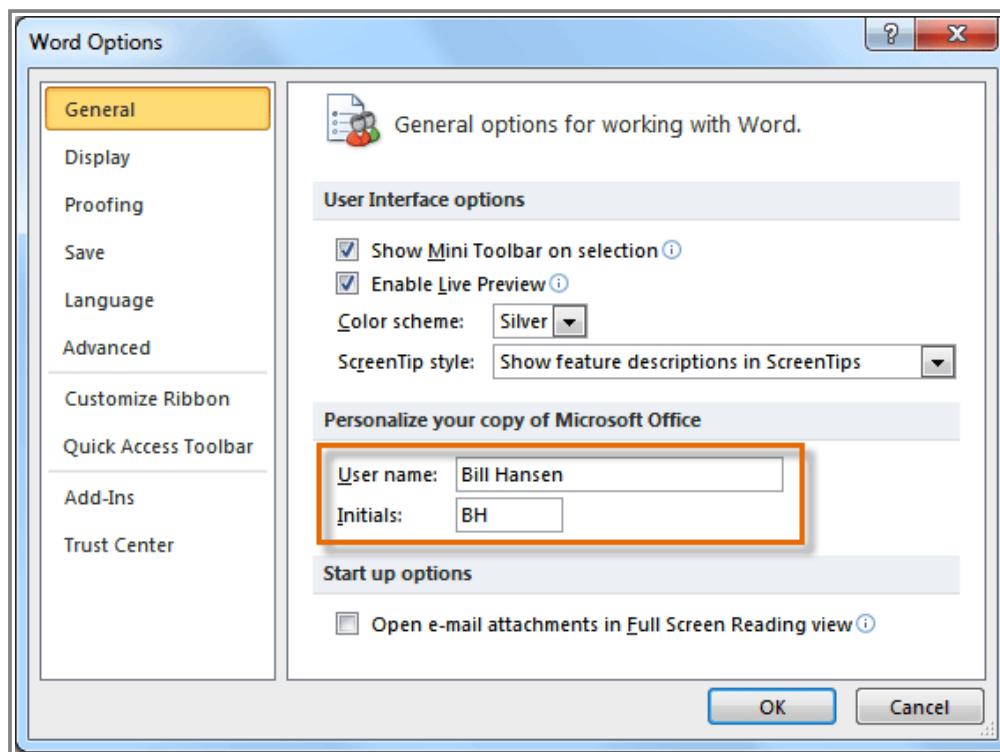 Word Options
General
Display
Proofing
Save
Language
Advanced
Customize Ribbon
Quick Access Toolbar
Add-Ins
Trust Center
General options for working with Word.
User Interface options
Show Mini Toolbar on selection
Enable Live Preview
Color scheme: Silver
ScreenTip style: Show feature descriptions in ScreenTips
Personalize your copy of Microsoft Office
User name: Bill Hansen
Initials: BH
Start up options
Open e-mail attachments in Full Screen Reading view
OK Cancel